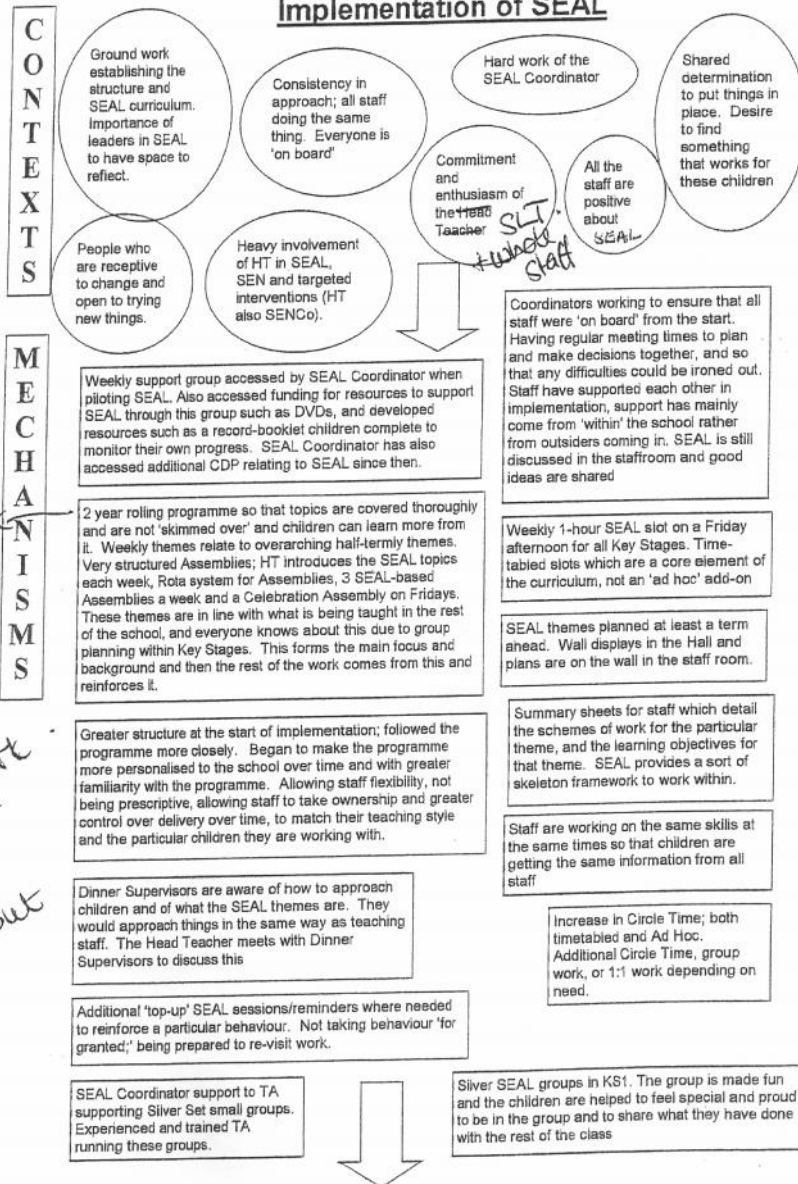 Implementation of SEAL
CONTEXTS
Ground work
establishing the
structure and
SEAL curriculum.
Importance of
leaders in SEAL
to have space to
reflect.
Consistency in
approach; all staff
doing the same
thing. Everyone is
'on board'
Hard work of the
SEAL Coordinator
Shared
determination
to put things in
place. Desire
to find
something
that works for
these children
Commitment
and
enthusiasm of
the Head
Teacher
SLT
+ whole
staff
All the
staff are
positive
about
SEAL
People who
are receptive
to change and
open to trying
new things.
Heavy involvement
of HT in SEAL,
SEN and targeted
interventions (HT
also SENCo).
MECHANISMS
Weekly support group accessed by SEAL Coordinator when
piloting SEAL. Also accessed funding for resources to support
SEAL through this group such as DVDs, and developed
resources such as a record-booklet children complete to
monitor their own progress. SEAL Coordinator has also
accessed additional CDP relating to SEAL since then.
Coordinators working to ensure that all
staff were 'on board' from the start.
Having regular meeting times to plan
and make decisions together, and so
that any difficulties could be ironed out.
Staff have supported each other in
implementation, support has mainly
come from 'within' the school rather
from outsiders coming in. SEAL is still
discussed in the staffroom and good
ideas are shared
2 year rolling programme so that topics are covered thoroughly
and are not 'skimmed over' and children can learn more from
it. Weekly themes relate to overarching half-termly themes.
Very structured Assemblies; HT introduces the SEAL topics
each week, Rota system for Assemblies, 3 SEAL-based
Assemblies a week and a Celebration Assembly on Fridays.
These themes are in line with what is being taught in the rest
of the school, and everyone knows about this due to group
planning within Key Stages. This forms the main focus and
background and then the rest of the work comes from this and
reinforces it.
Weekly 1-hour SEAL slot on a Friday
afternoon for all Key Stages. Time-
tabled slots which are a core element of
the curriculum, not an 'ad hoc' add-on
SEAL themes planned at least a term
ahead. Wall displays in the Hall and
plans are on the wall in the staff room.
Greater structure at the start of implementation; followed the
programme more closely. Began to make the programme
more personalised to the school over time and with greater
familiarity with the programme. Allowing staff flexibility, not
being prescriptive, allowing staff to take ownership and greater
control over delivery over time, to match their teaching style
and the particular children they are working with.
Summary sheets for staff which detail
the schemes of work for the particular
theme, and the learning objectives for
that theme. SEAL provides a sort of
skeleton framework to work within.
Staff are working on the same skills at
the same times so that children are
getting the same information from all
staff
Dinner Supervisors are aware of how to approach
children and of what the SEAL themes are. They
would approach things in the same way as teaching
staff. The Head Teacher meets with Dinner
Supervisors to discuss this
Increase in Circle Time; both
timetabled and Ad Hoc.
Additional Circle Time, group
work, or 1:1 work depending on
need.
Additional 'top-up' SEAL sessions/reminders where needed
to reinforce a particular behaviour. Not taking behaviour 'for
granted;' being prepared to re-visit work.
SEAL Coordinator support to TA
supporting Silver Set small groups.
Experienced and trained TA
running these groups.
Silver SEAL groups in KS1. The group is made fun
and the children are helped to feel special and proud
to be in the group and to share what they have done
with the rest of the class